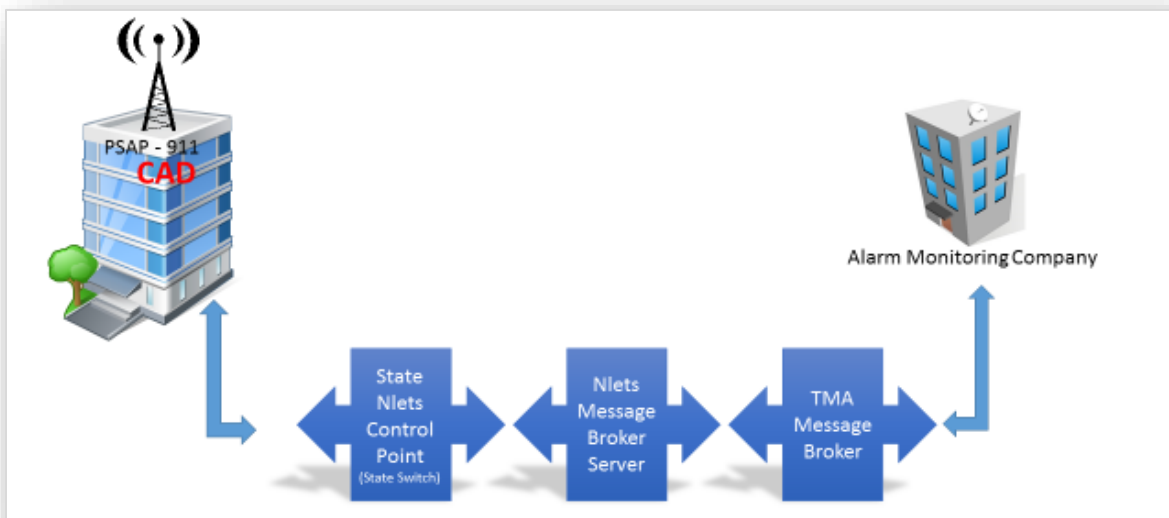 PSAP - 911
CAD
Alarm Monitoring Company
State
Nlets
Control
Point
(State Switch)
Nlets
Message
Broker
Server
TMA
Message
Broker